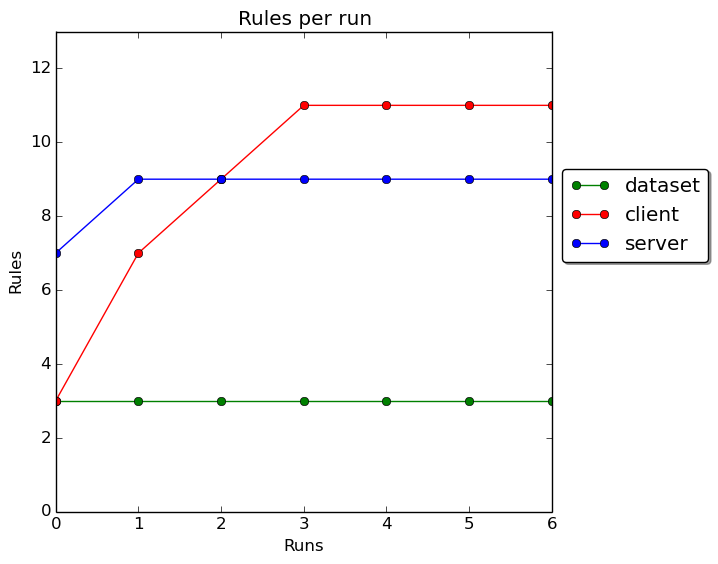 Rules per run
12
10
8
6
4
2
0
Rules
0 1 2 3 4 5 6
Runs
dataset
client
server